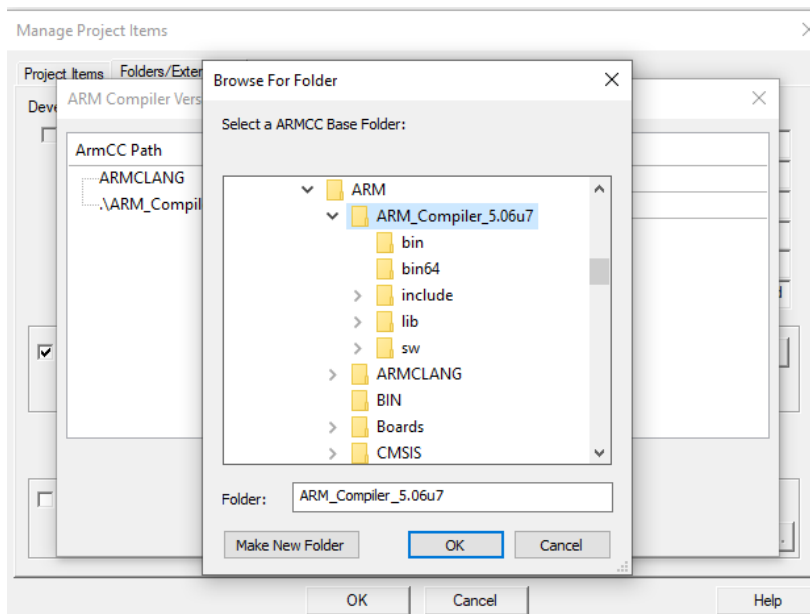 Manage Project Items
Project Items Folders/Exter
Browse For Folder
ARM Compiler Vers
Select a ARMCC Base Folder:
ArmCC Path
ARMCLANG
.\ARM_Compil
ARM
ARM_Compiler_5.06u7
bin
bin64
include
lib
sw
ARMCLANG
BIN
Boards
CMSIS
Folder: ARM_Compiler_5.06u7
Make New Folder OK Cancel
OK Cancel Help